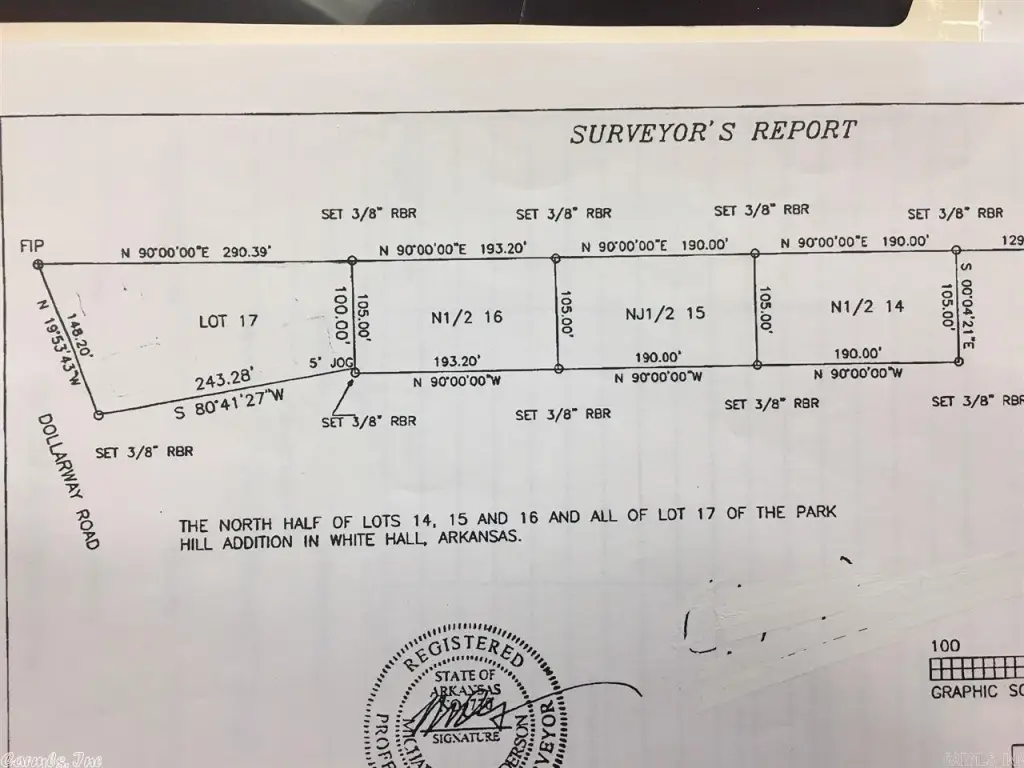 SURVEYOR'S REPORT
SET 3/8" RBR
SET 3/8" RBR
SET 3/8" RBR
SET 3/8" RBR
FIP
N 90°00'00"E 290.39'
N 90°00'00"E 193.20'
N 90°00'00"E 190.00'
N 90°00'00"E 190.00'
129
148.20'
N 19°53'43"W
LOT 17
100.00'
105.00'
N1/2 16
105.00'
NJ1/2 15
105.00'
N1/2 14
105.00'
S 00°04'21"E
5' JOG
243.28'
S 80°41'27"W
193.20'
N 90°00'00"W
190.00'
N 90°00'00"W
190.00'
N 90°00'00"W
SET 3/8" RBR
SET 3/8" RBR
SET 3/8" RBR
SET 3/8" RBR
SET 3/8" RBR
DOLLARWAY ROAD
THE NORTH HALF OF LOTS 14, 15 AND 16 AND ALL OF LOT 17 OF THE PARK
HILL ADDITION IN WHITE HALL, ARKANSAS.
REGISTERED
STATE OF
ARKANSAS
SIGNATURE
100
GRAPHIC SC
Carmls.Inc